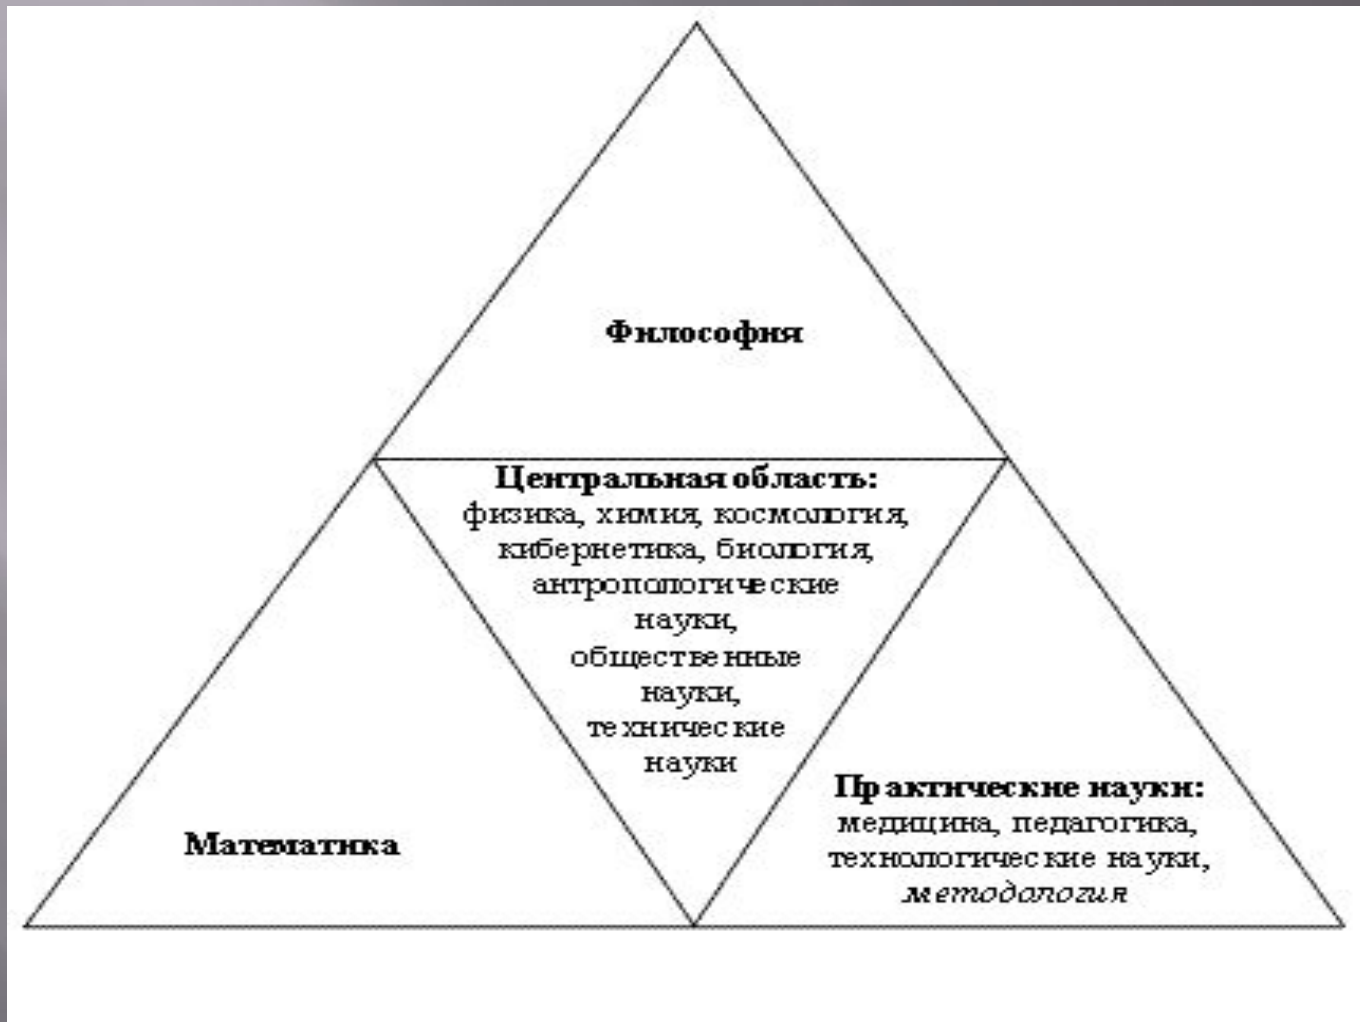 Философия
Центральная область:
физика, химия, космология,
кибернетика, биология,
антропологические
науки,
общественные
науки,
технические
науки
Практические науки:
медицина, педагогика,
технологические науки,
методология
Математика